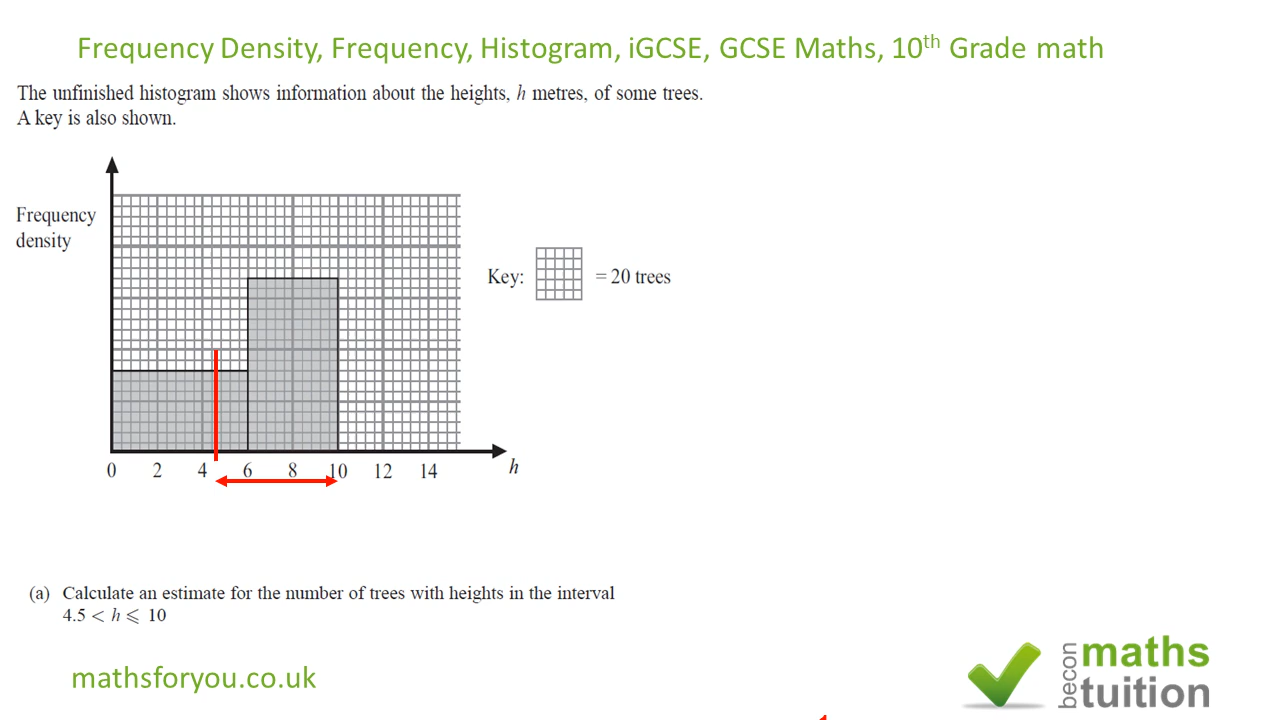 Frequency Density, Frequency, Histogram, iGCSE, GCSE Maths, 10th Grade math
The unfinished histogram shows information about the heights, h metres, of some trees.
A key is also shown.
Frequency
density
Key: = 20 trees
0 2 4 6 8 10 12 14
h
(a) Calculate an estimate for the number of trees with heights in the interval
4.5 < h ⩽ 10
mathsforyou.co.uk
becon
maths
tuition